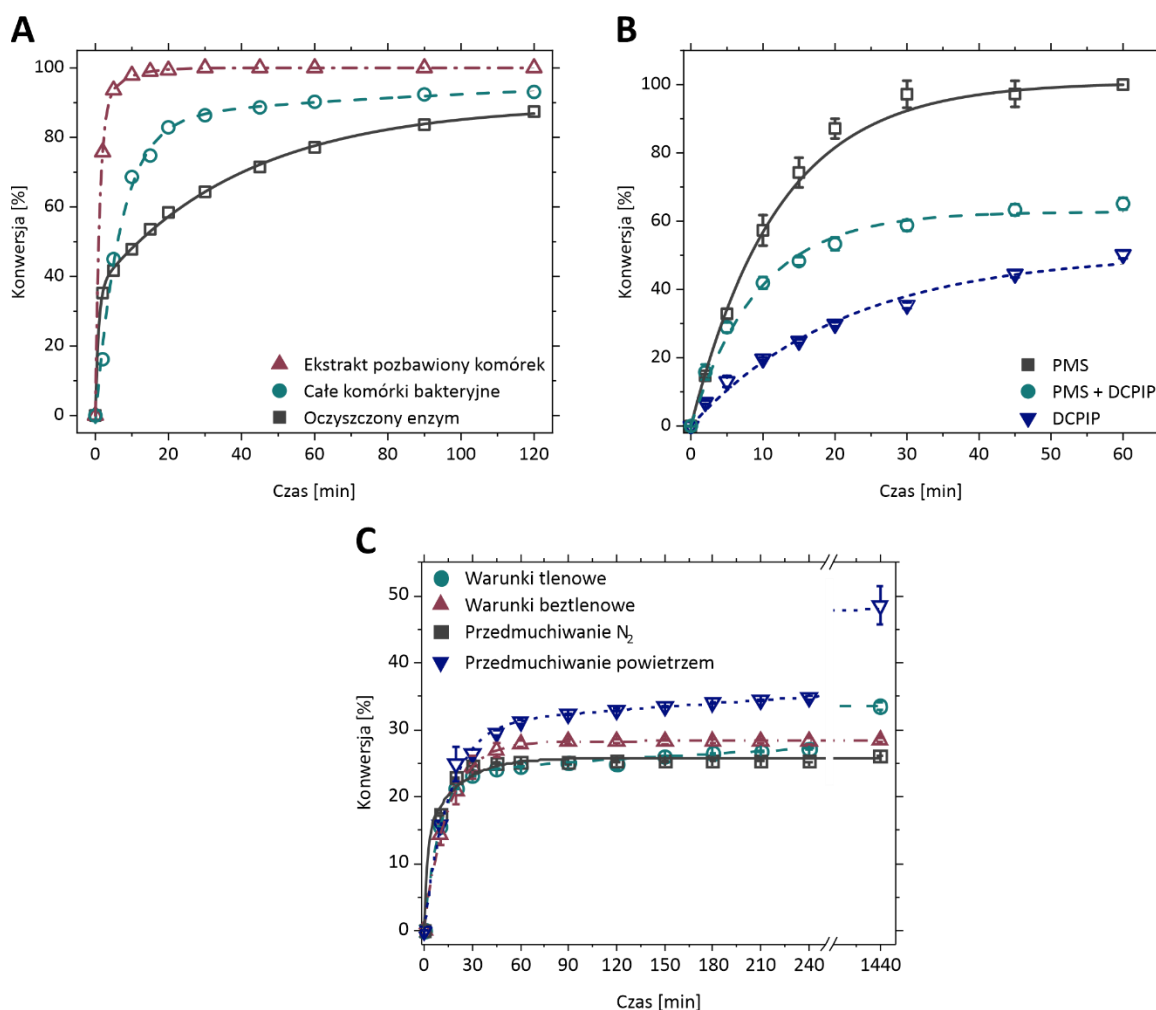 A
100
80
60
40
20
0
Konwersja [%]
Ekstrakt pozbawiony komórek
Całe komórki bakteryjne
Oczyszczony enzym
0 20 40 60 80 100 120
Czas [min]
B
100
80
60
40
20
0
Konwersja [%]
PMS
PMS + DCPIP
DCPIP
0 10 20 30 40 50 60
Czas [min]
C
50
40
30
20
10
0
Konwersja [%]
Warunki tlenowe
Warunki beztlenowe
Przedmuchiwanie N2
Przedmuchiwanie powietrzem
0 30 60 90 120 150 180 210 240 1440
Czas [min]